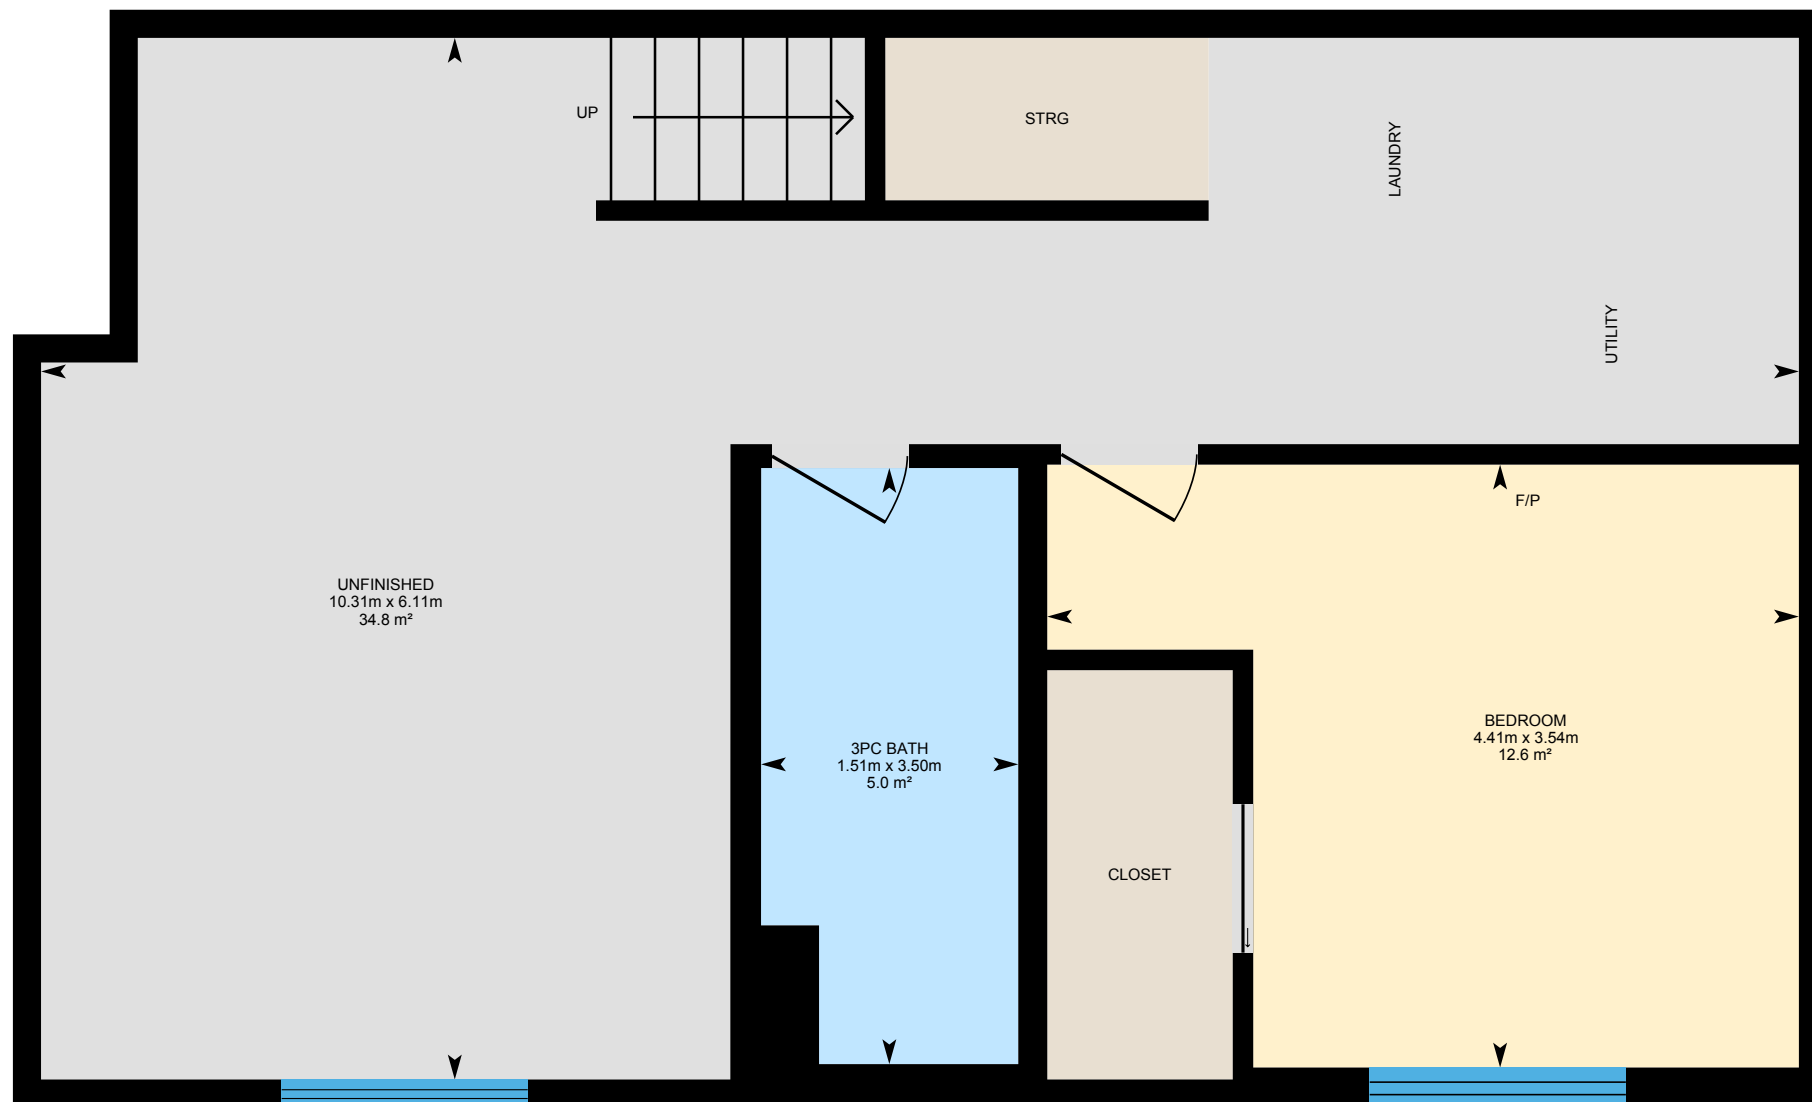 UP
STRG
LAUNDRY
UTILITY
F/P
UNFINISHED
10.31m x 6.11m
34.8 m²
3PC BATH
1.51m x 3.50m
5.0 m²
BEDROOM
4.41m x 3.54m
12.6 m²
CLOSET